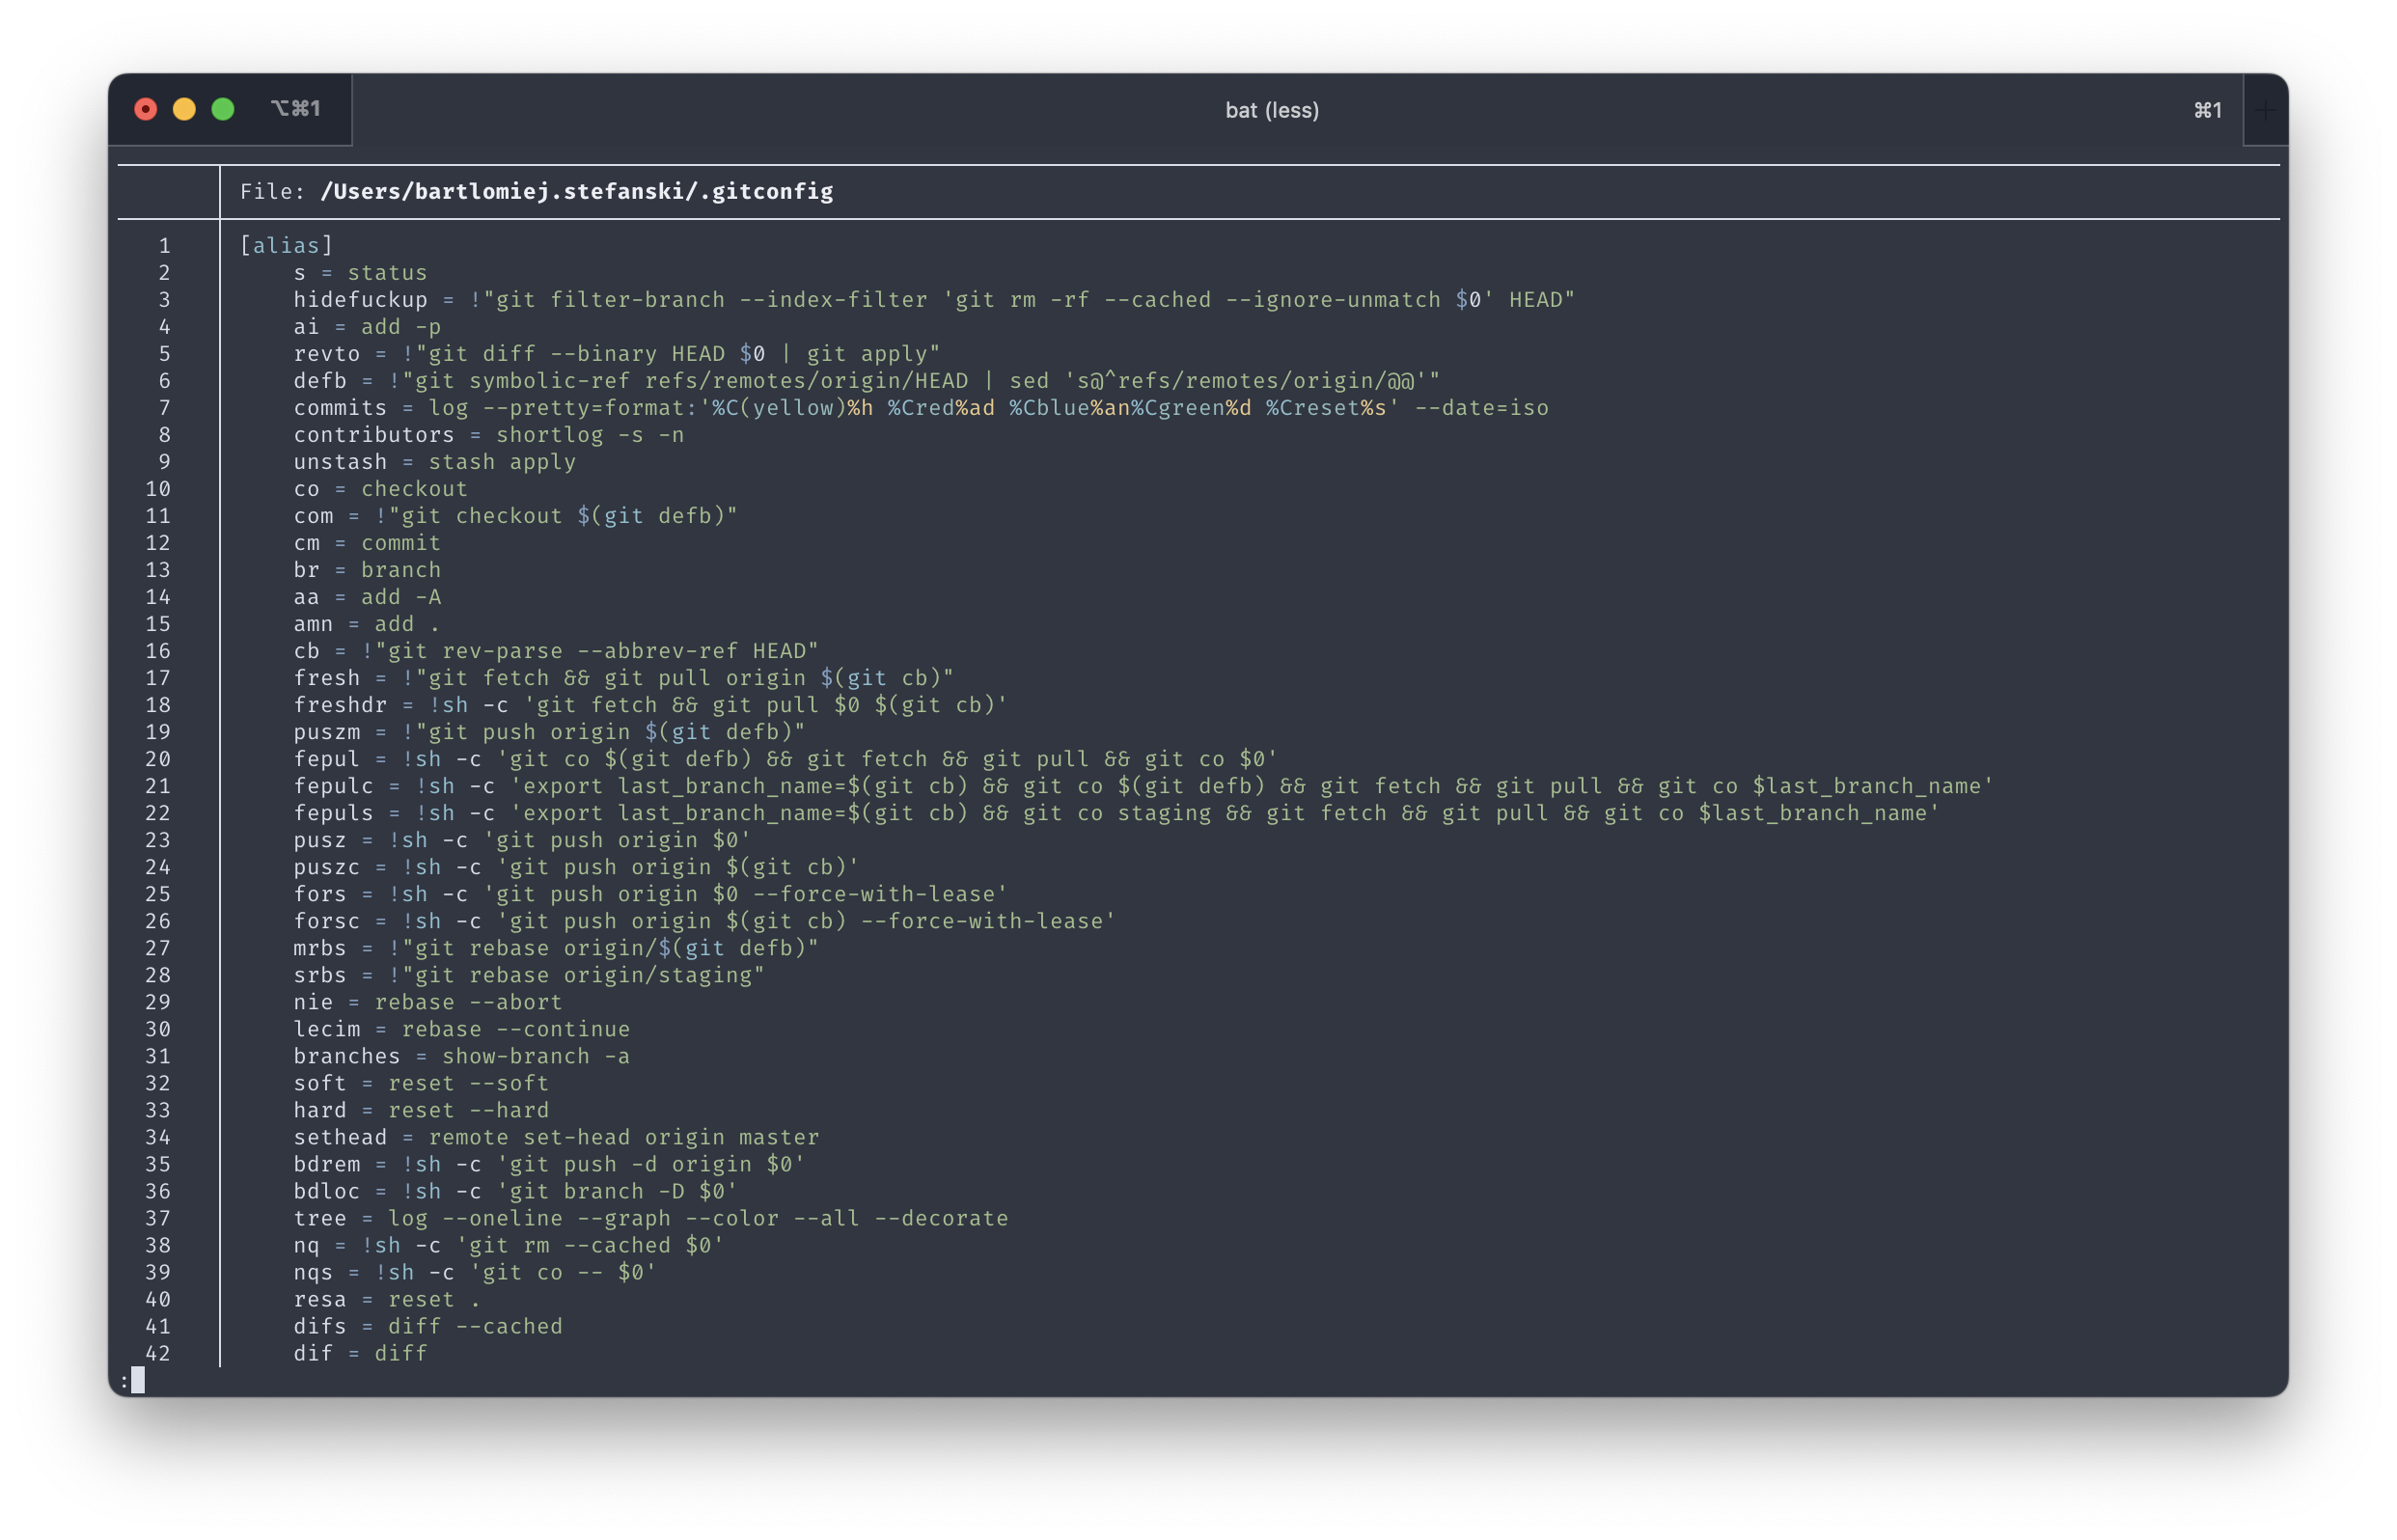 ⌥⌘1 bat (less) ⌘1 +
File: /Users/bartlomiej.stefanski/.gitconfig
1 [alias]
2 s = status
3 hidefuckup = !"git filter-branch --index-filter 'git rm -rf --cached --ignore-unmatch $0' HEAD"
4 ai = add -p
5 revto = !"git diff --binary HEAD $0 | git apply"
6 defb = !"git symbolic-ref refs/remotes/origin/HEAD | sed 's@^refs/remotes/origin/@@'"
7 commits = log --pretty=format:'%C(yellow)%h %Cred%ad %Cblue%an%Cgreen%d %Creset%s' --date=iso
8 contributors = shortlog -s -n
9 unstash = stash apply
10 co = checkout
11 com = !"git checkout $(git defb)"
12 cm = commit
13 br = branch
14 aa = add -A
15 amn = add .
16 cb = !"git rev-parse --abbrev-ref HEAD"
17 fresh = !"git fetch && git pull origin $(git cb)"
18 freshdr = !sh -c 'git fetch && git pull $0 $(git cb)'
19 puszm = !"git push origin $(git defb)"
20 fepul = !sh -c 'git co $(git defb) && git fetch && git pull && git co $0'
21 fepulc = !sh -c 'export last_branch_name=$(git cb) && git co $(git defb) && git fetch && git pull && git co $last_branch_name'
22 fepuls = !sh -c 'export last_branch_name=$(git cb) && git co staging && git fetch && git pull && git co $last_branch_name'
23 pusz = !sh -c 'git push origin $0'
24 puszc = !sh -c 'git push origin $(git cb)'
25 fors = !sh -c 'git push origin $0 --force-with-lease'
26 forsc = !sh -c 'git push origin $(git cb) --force-with-lease'
27 mrbs = !"git rebase origin/$(git defb)"
28 srbs = !"git rebase origin/staging"
29 nie = rebase --abort
30 lecim = rebase --continue
31 branches = show-branch -a
32 soft = reset --soft
33 hard = reset --hard
34 sethead = remote set-head origin master
35 bdrem = !sh -c 'git push -d origin $0'
36 bdloc = !sh -c 'git branch -D $0'
37 tree = log --oneline --graph --color --all --decorate
38 nq = !sh -c 'git rm --cached $0'
39 nqs = !sh -c 'git co -- $0'
40 resa = reset .
41 difs = diff --cached
42 dif = diff
: